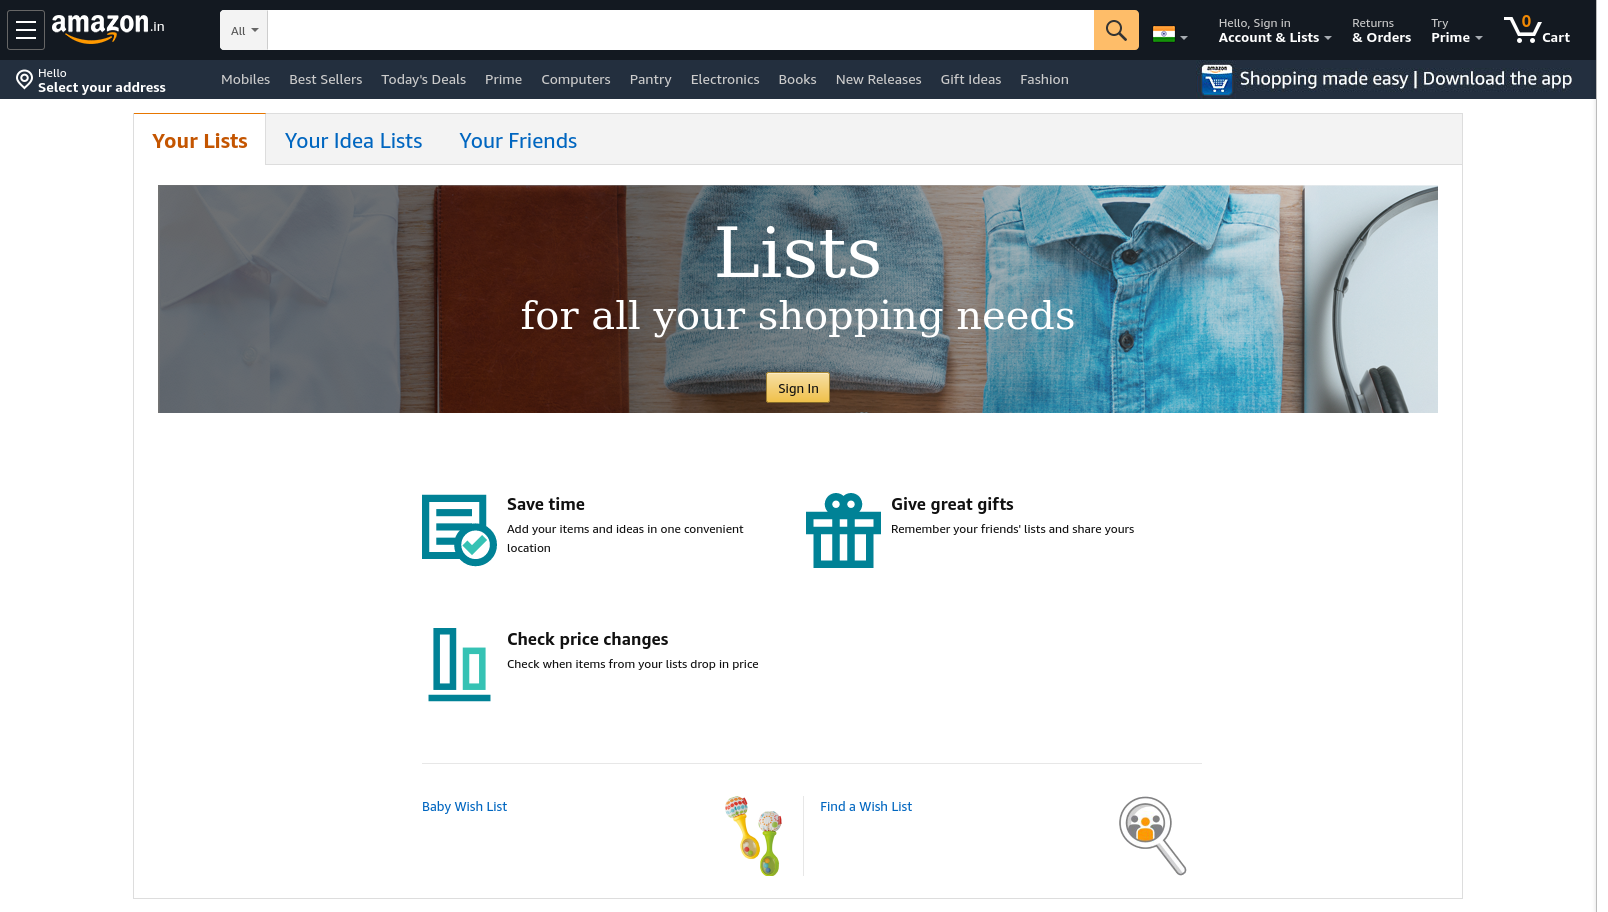 amazon.in
All
Hello, Sign in
Account & Lists
Returns
& Orders
Try
Prime
0
Cart
Hello
Select your address
Mobiles
Best Sellers
Today's Deals
Prime
Computers
Pantry
Electronics
Books
New Releases
Gift Ideas
Fashion
amazon
Shopping made easy | Download the app
Your Lists
Your Idea Lists
Your Friends
Lists
for all your shopping needs
Sign In
Save time
Add your items and ideas in one convenient
location
Give great gifts
Remember your friends' lists and share yours
Check price changes
Check when items from your lists drop in price
Baby Wish List
Find a Wish List